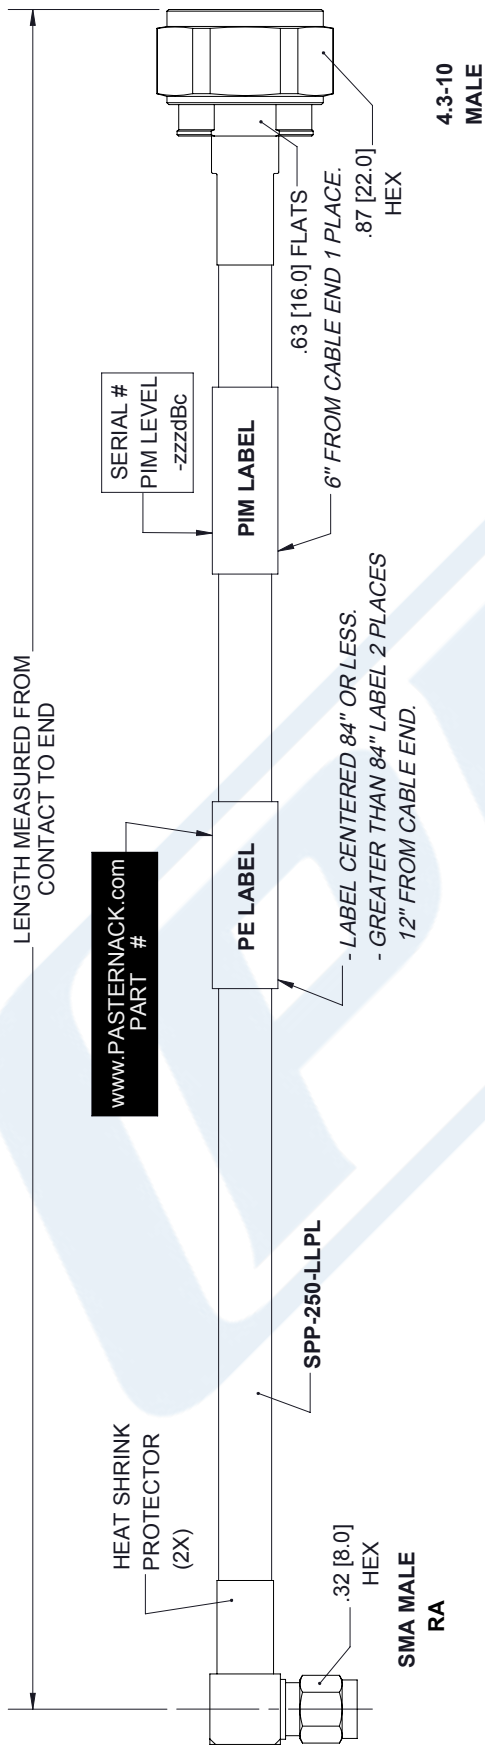 LENGTH MEASURED FROM
CONTACT TO END
HEAT SHRINK
PROTECTOR
(2X)
www.PASTERNACK.com
PART #
SERIAL #
PIM LEVEL
-zzzdBc
PE LABEL
PIM LABEL
.32 [8.0]
HEX
SMA MALE
RA
SPP-250-LLPL
- LABEL CENTERED 84" OR LESS.
- GREATER THAN 84" LABEL 2 PLACES
12" FROM CABLE END.
.63 [16.0] FLATS
6" FROM CABLE END 1 PLACE.
.87 [22.0]
HEX
4.3-10
MALE